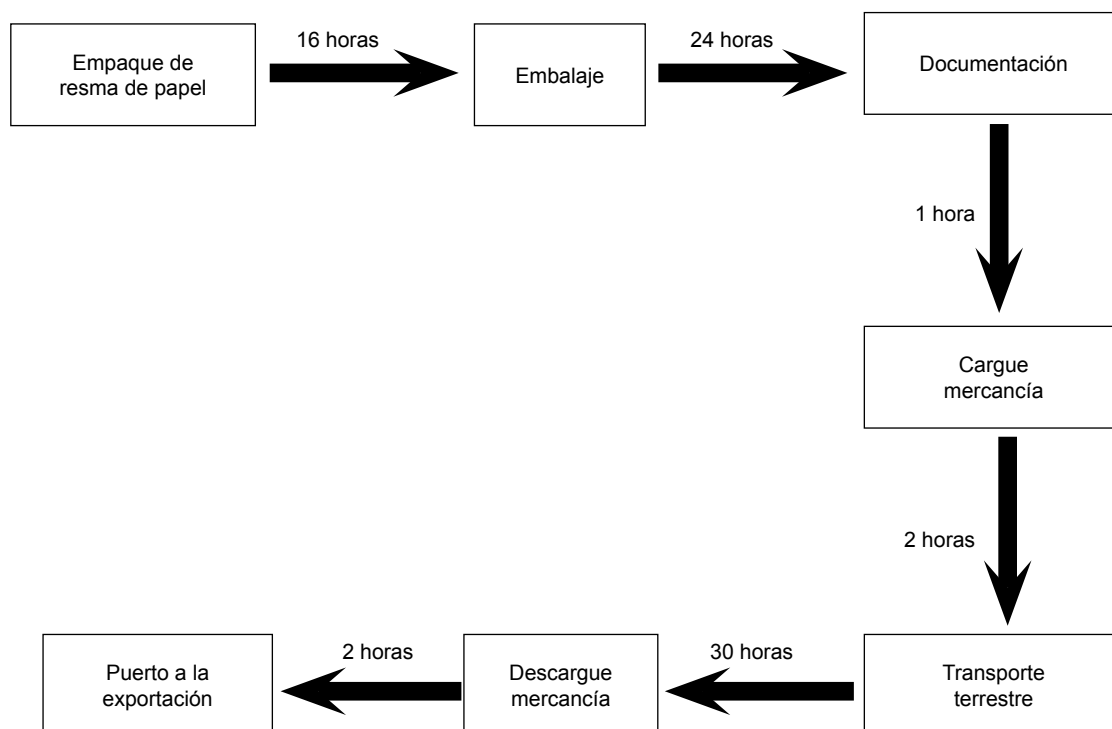 Empaque de
resma de papel
16 horas
Embalaje
24 horas
Documentación
1 hora
Cargue
mercancía
2 horas
Transporte
terrestre
30 horas
Descargue
mercancía
2 horas
Puerto a la
exportación